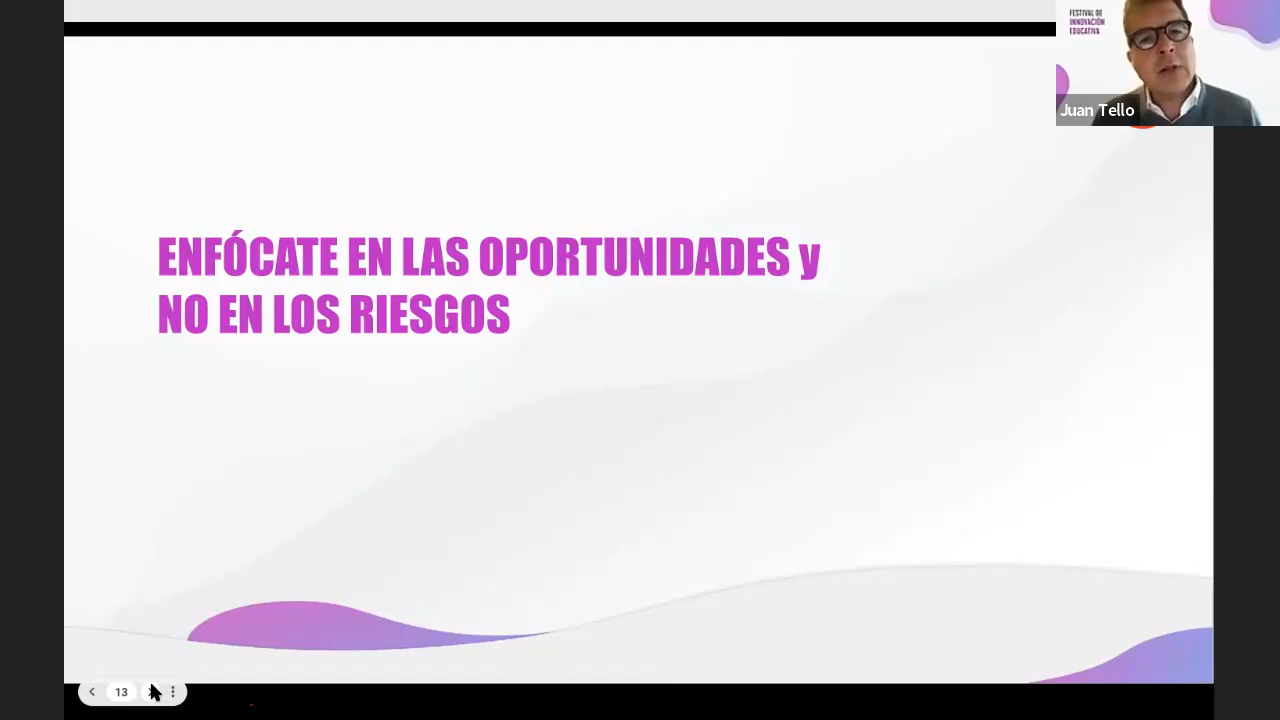 FESTIVAL DE
INNOVACIÓN
EDUCATIVA
Juan Tello
ENFÓCATE EN LAS OPORTUNIDADES y
NO EN LOS RIESGOS
13